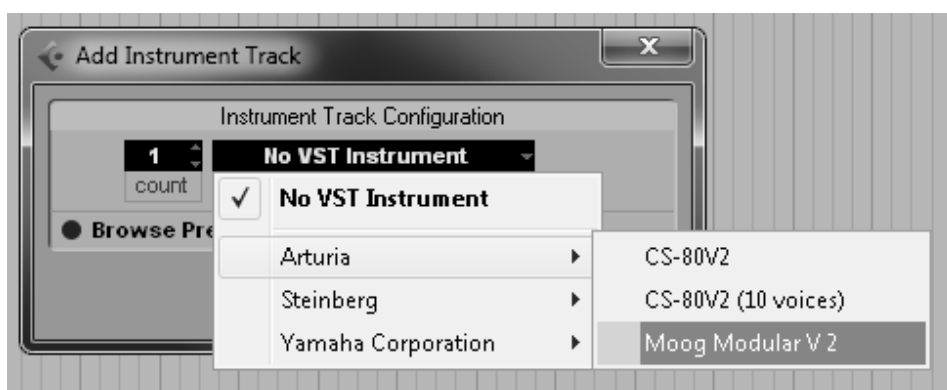 Add Instrument Track
x
Instrument Track Configuration
1 No VST Instrument
count
✓ No VST Instrument
Browse Pre
Arturia
CS-80V2
Steinberg
CS-80V2 (10 voices)
Yamaha Corporation
Moog Modular V 2